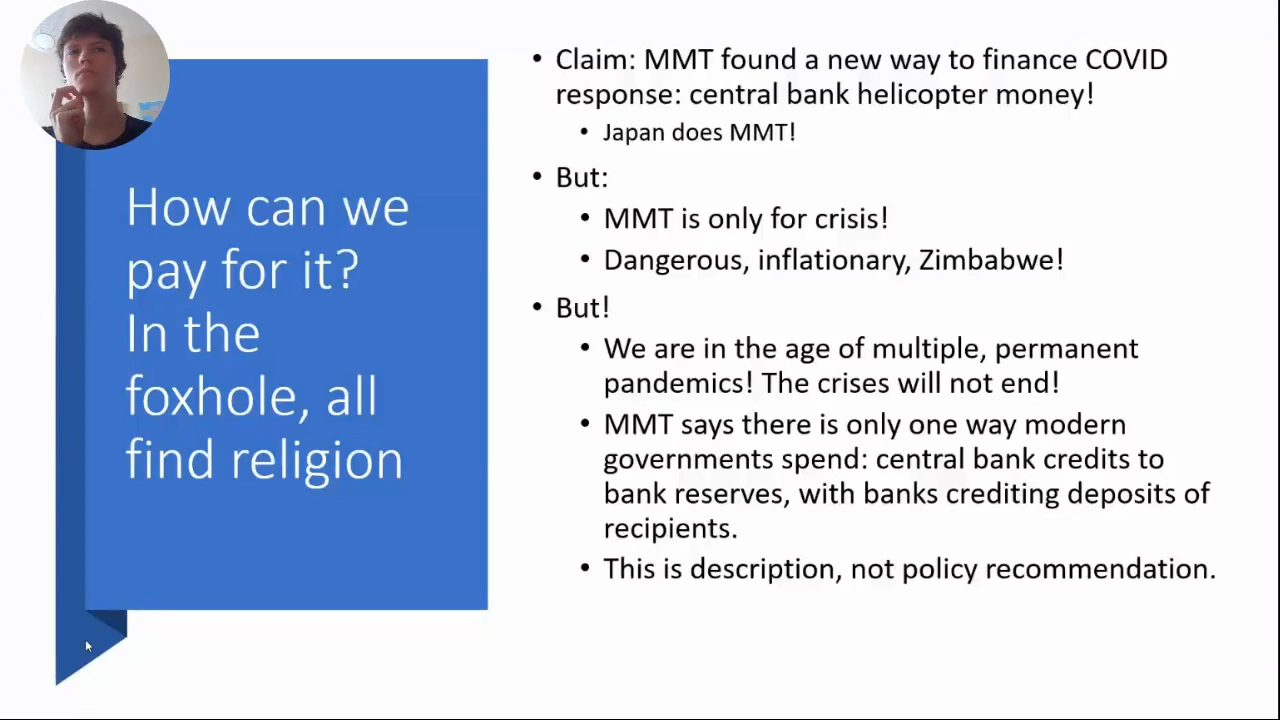 How can we
pay for it?
In the
foxhole, all
find religion
• Claim: MMT found a new way to finance COVID
response: central bank helicopter money!
• Japan does MMT!
• But:
• MMT is only for crisis!
• Dangerous, inflationary, Zimbabwe!
• But!
• We are in the age of multiple, permanent
pandemics! The crises will not end!
• MMT says there is only one way modern
governments spend: central bank credits to
bank reserves, with banks crediting deposits of
recipients.
• This is description, not policy recommendation.